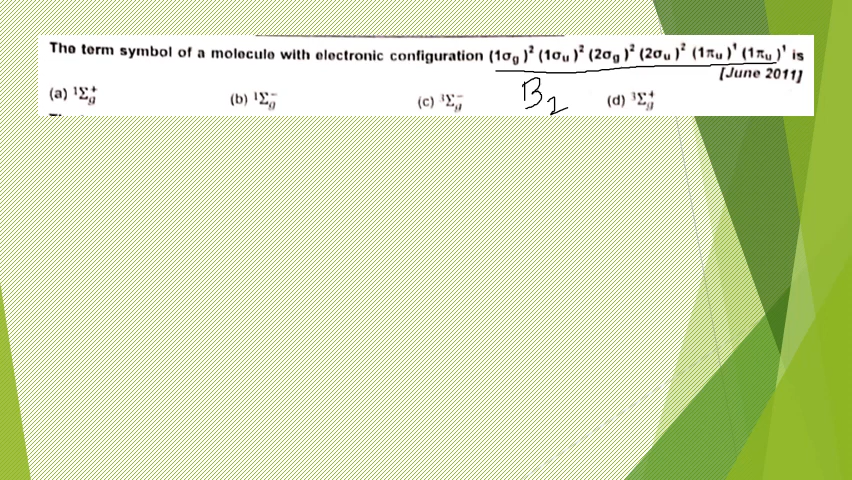 The term symbol of a molecule with electronic configuration (1σg)² (1σu)² (2σg)² (2σu)² (1πu)¹ (1πu)¹ is
[June 2011]
(a) ¹Σg⁺ (b) ¹Σg⁻ (c) ³Σg⁻ (d) ³Σg⁺
B₂